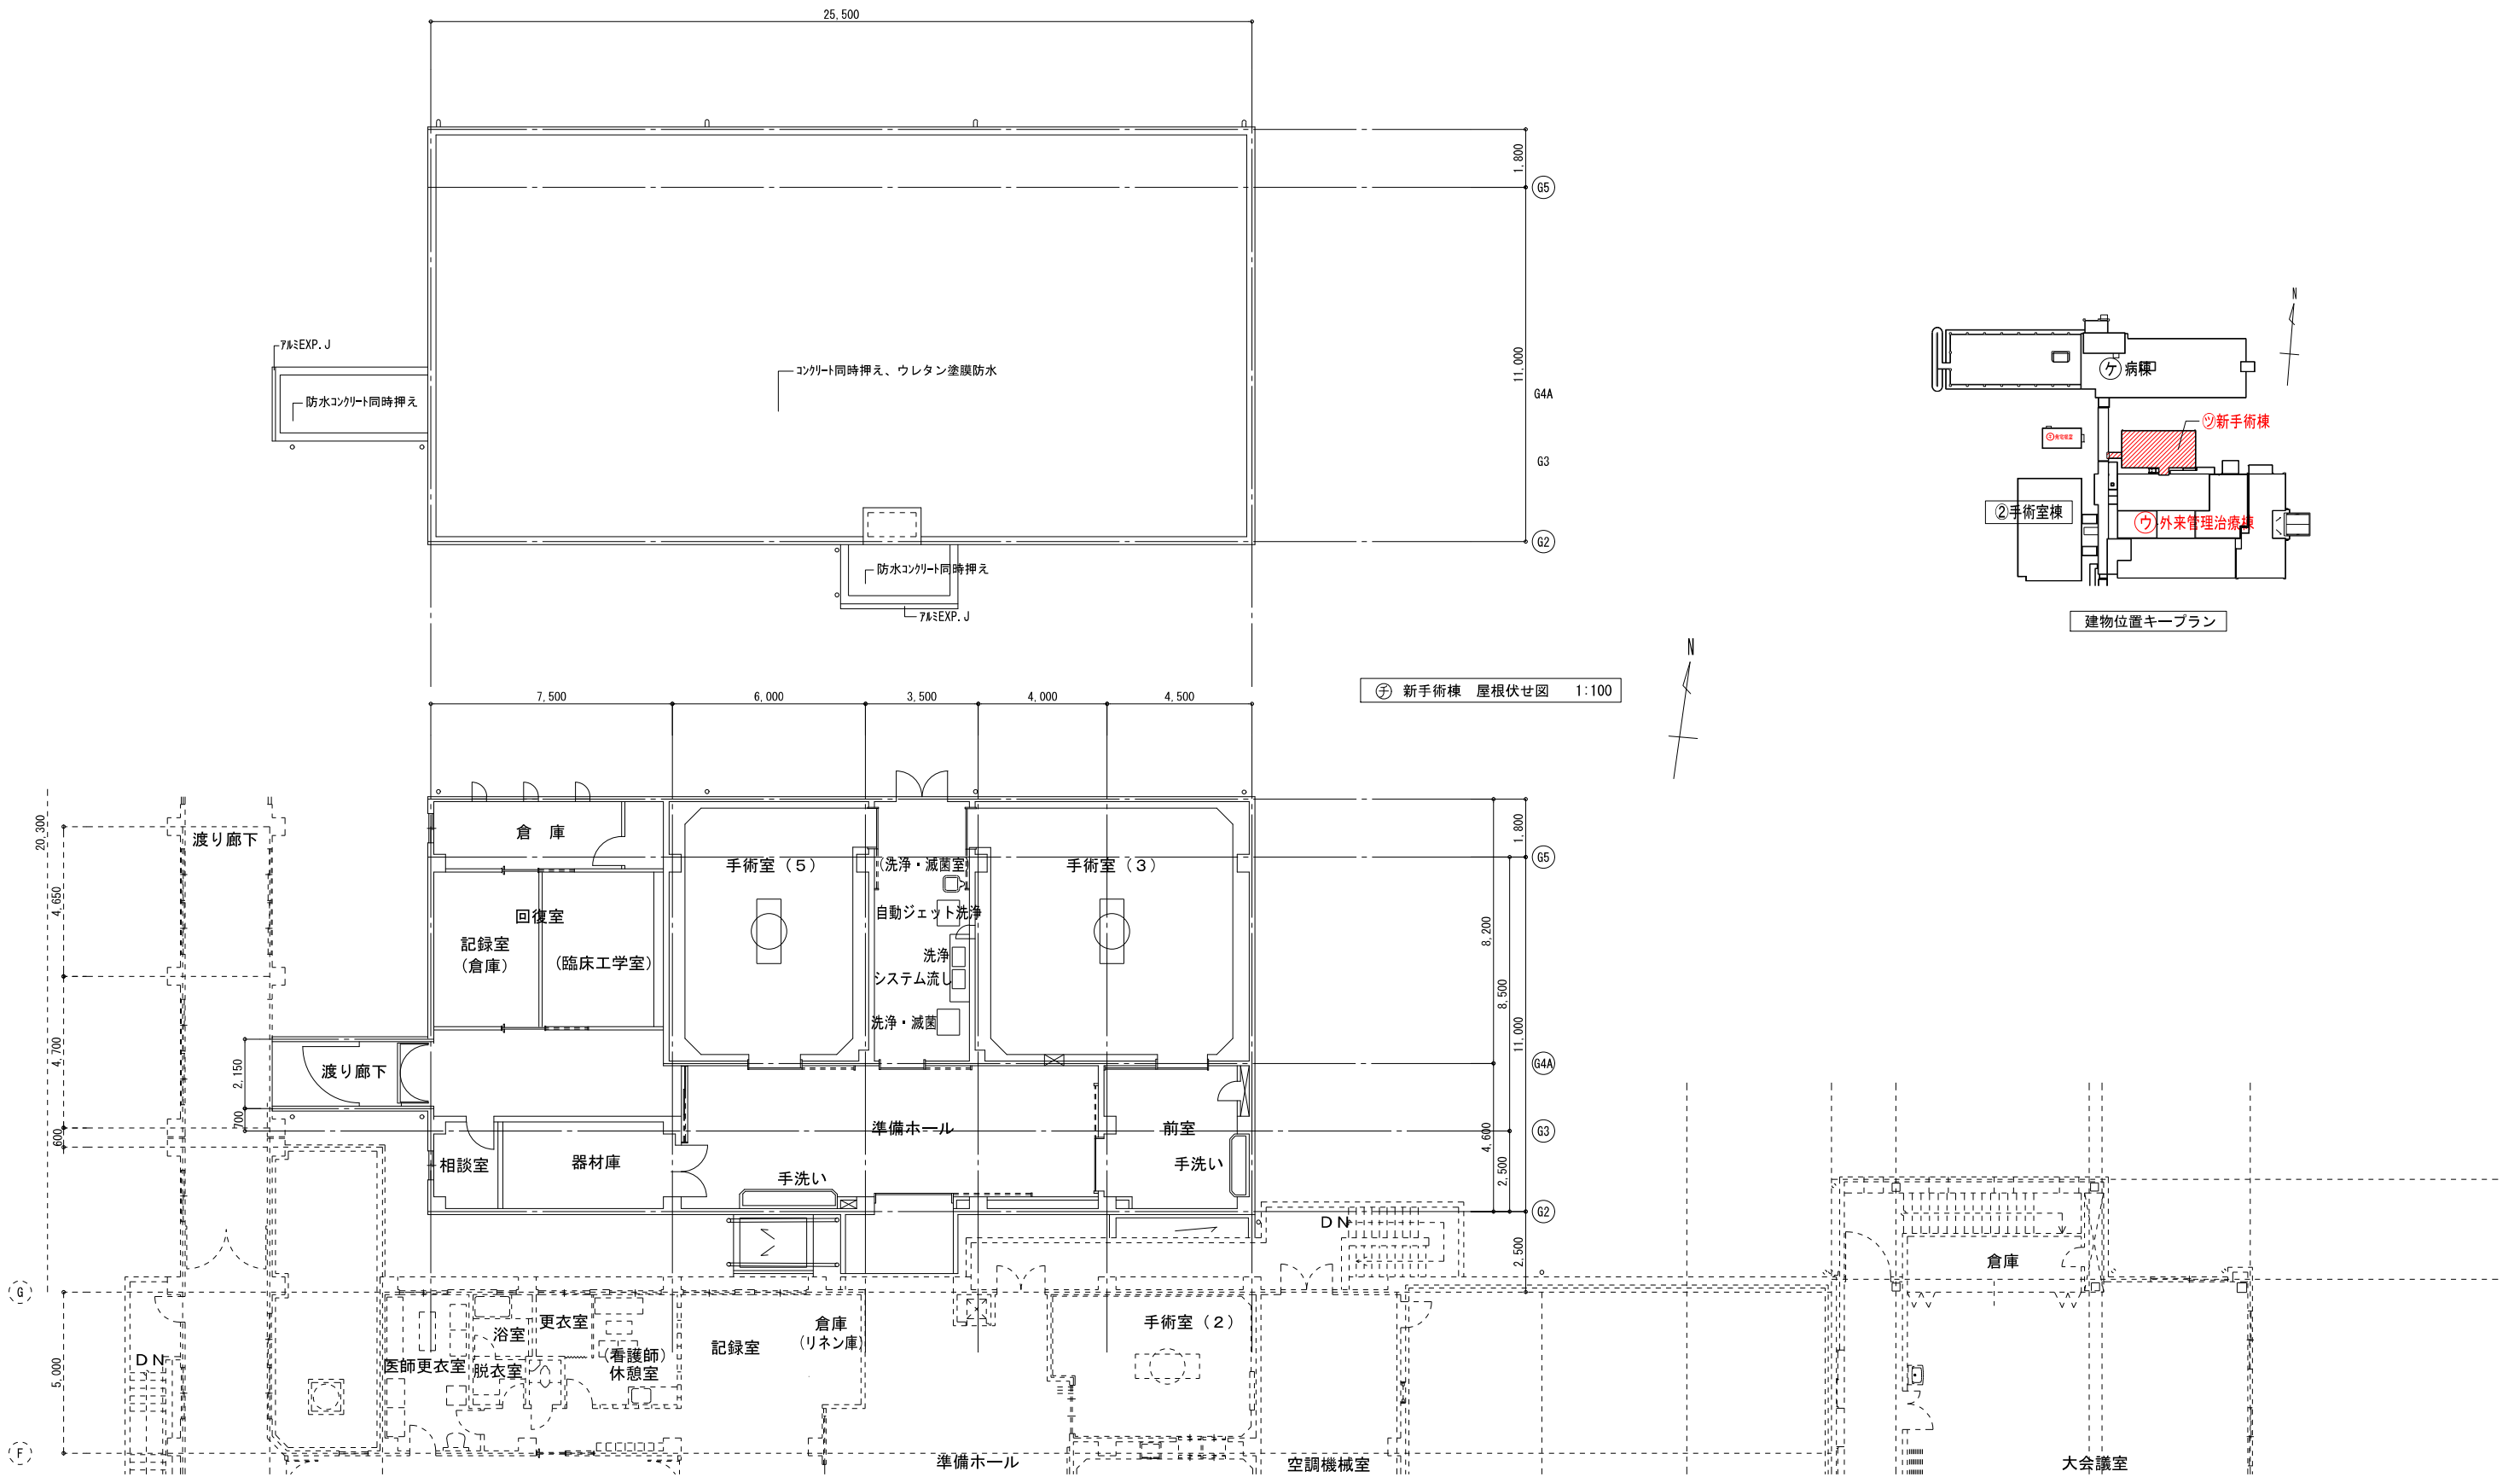 25,500
1,800
G5
11,000
G4A
G3
G2
ｱﾙﾐEXP.J
防水ｺﾝｸﾘｰﾄ同時押え
ｺﾝｸﾘｰﾄ同時押え、ウレタン塗膜防水
防水ｺﾝｸﾘｰﾄ同時押え
ｱﾙﾐEXP.J
N
ケ 病棟
ツ新手術棟
②手術室棟
ウ外来管理治療棟
建物位置キープラン
チ 新手術棟 屋根伏せ図 1:100
N
7,500
6,000
3,500
4,000
4,500
20,300
4,650
4,700
600
5,000
2,150
700
渡り廊下
倉 庫
手術室（５）
(洗浄・滅菌室)
手術室（３）
回復室
自動ジェット洗浄
記録室
(倉庫)
(臨床工学室)
洗浄
システム流し
洗浄・滅菌
渡り廊下
準備ホール
前室
相談室
器材庫
手洗い
手洗い
1,800
8,200
8,500
11,000
4,600
2,500
2,500
G5
G4A
G3
G2
G
F
ＤＮ
ＤＮ
倉庫
浴室
更衣室
医師更衣室
脱衣室
(看護師)
休憩室
記録室
倉庫
(リネン庫)
手術室（２）
準備ホール
空調機械室
大会議室